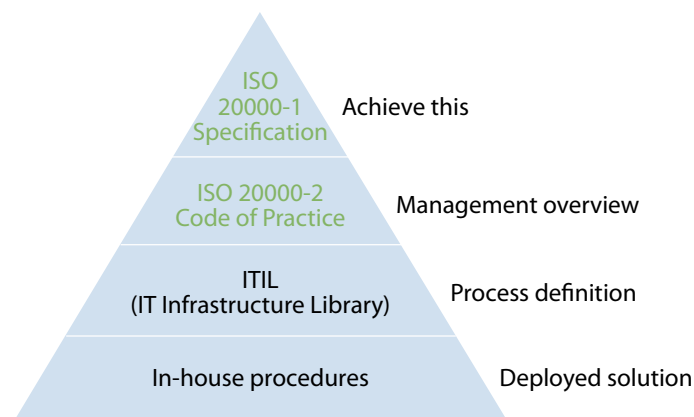 ISO
20000-1
Specification
Achieve this
ISO 20000-2
Code of Practice
Management overview
ITIL
(IT Infrastructure Library)
Process definition
In-house procedures
Deployed solution